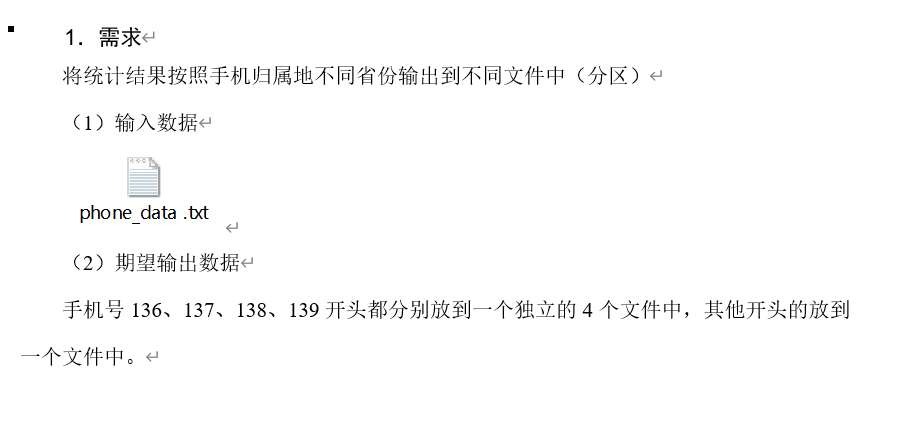 1．需求
将统计结果按照手机归属地不同省份输出到不同文件中（分区）
（1）输入数据
phone_data .txt
（2）期望输出数据
手机号 136、137、138、139 开头都分别放到一个独立的 4 个文件中，其他开头的放到
一个文件中。